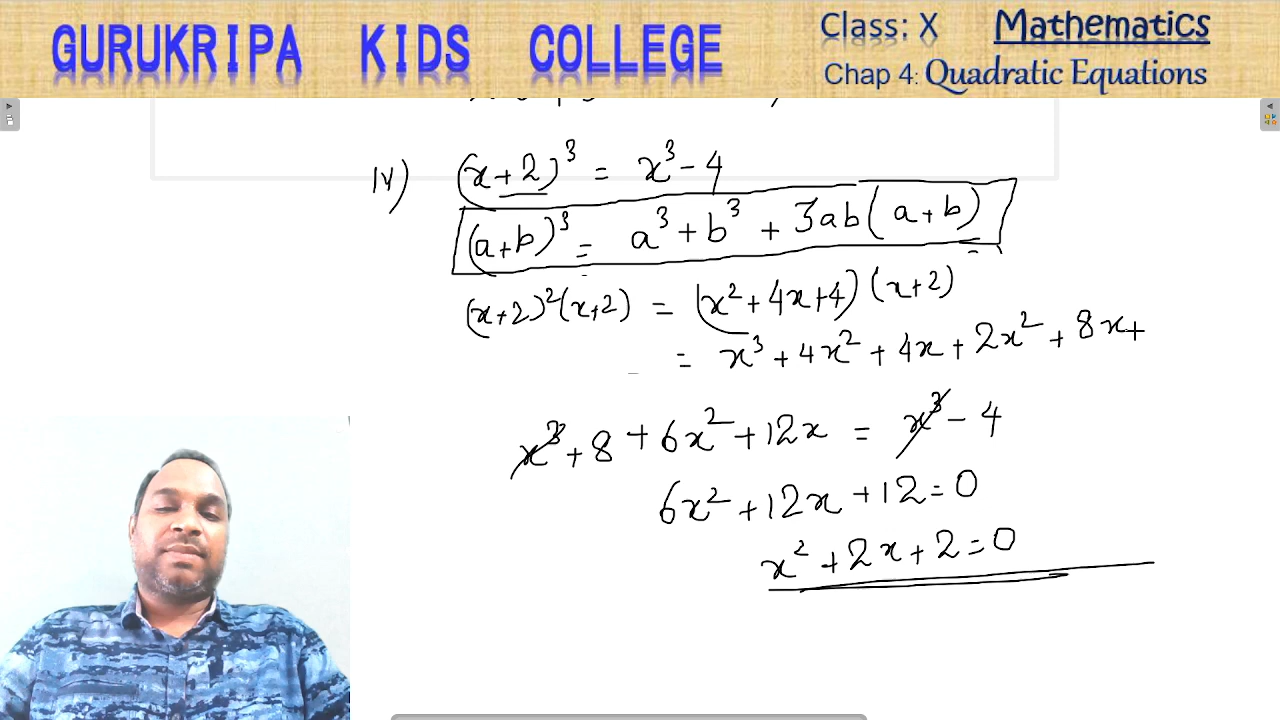 GURUKRIPA KIDS COLLEGE
Class: X Mathematics
Chap 4: Quadratic Equations
IV) (x+2)³ = x³-4
(a+b)³ = a³+b³+3ab(a+b)
(x+2)²(x+2) = (x²+4x+4)(x+2)
= x³+4x²+4x+2x²+8x+
x³+8+6x²+12x = x³-4
6x²+12x+12=0
x²+2x+2=0